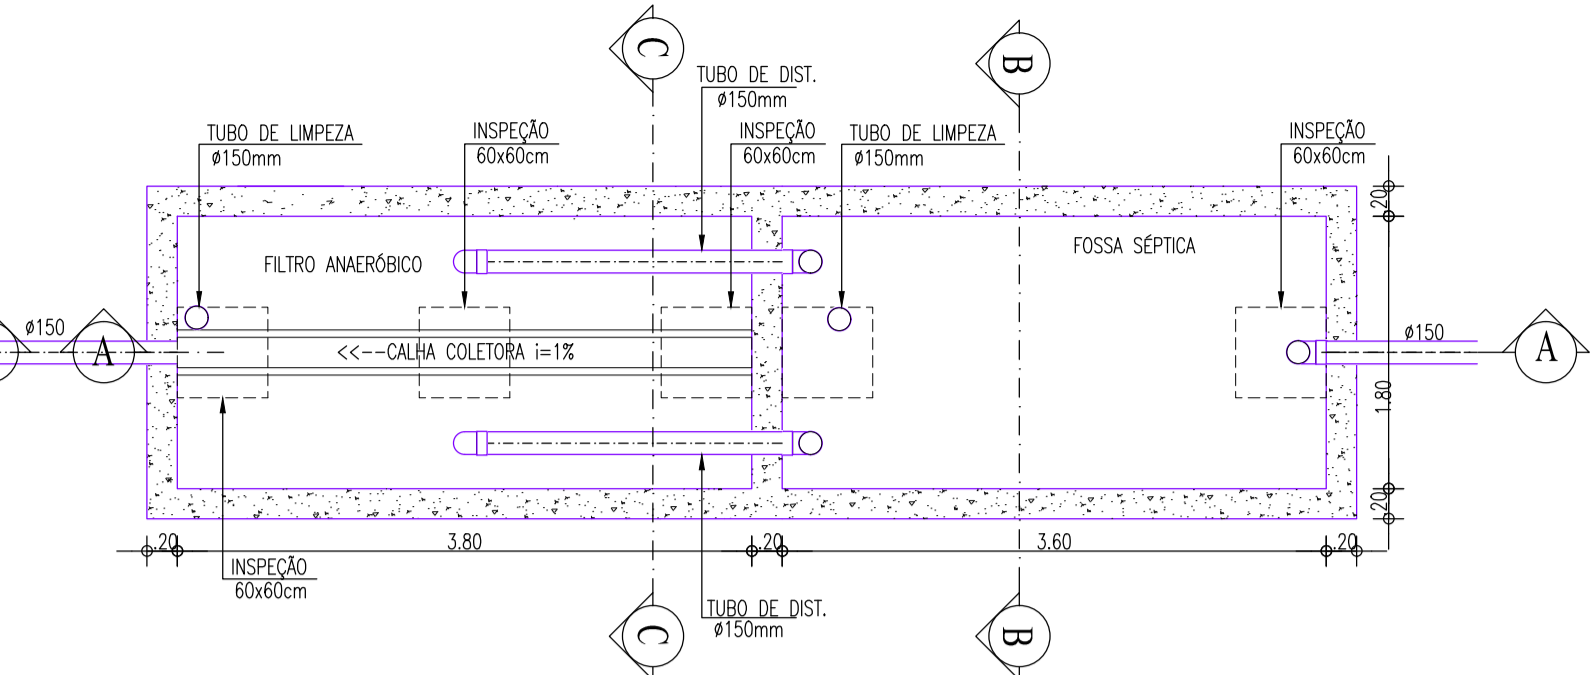 C
B
TUBO DE DIST.
ø150mm
TUBO DE LIMPEZA
ø150mm
INSPEÇÃO
60x60cm
INSPEÇÃO
60x60cm
TUBO DE LIMPEZA
ø150mm
INSPEÇÃO
60x60cm
.20
FILTRO ANAERÓBICO
FOSSA SÉPTICA
ø150
A
<<---CALHA COLETORA i=1%
ø150
A
1.80
.20
.20
3.80
.20
3.60
.20
INSPEÇÃO
60x60cm
TUBO DE DIST.
ø150mm
C
B